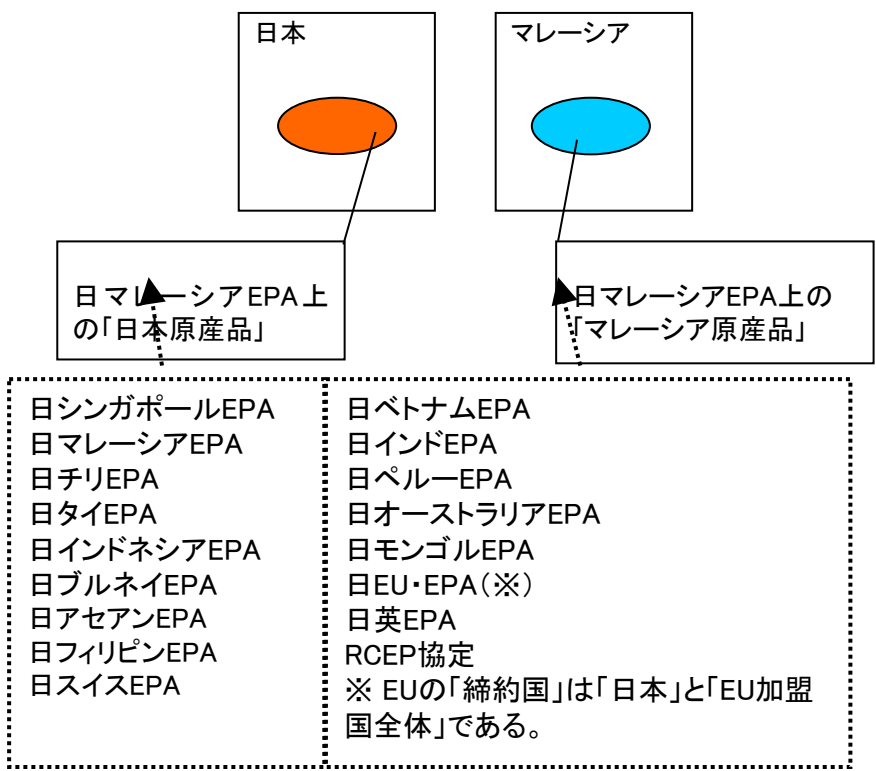 日本
マレーシア
日マレーシアEPA上
の「日本原産品」
日マレーシアEPA上の
「マレーシア原産品」
日シンガポールEPA
日マレーシアEPA
日チリEPA
日タイEPA
日インドネシアEPA
日ブルネイEPA
日アセアンEPA
日フィリピンEPA
日スイスEPA
日ベトナムEPA
日インドEPA
日ペルーEPA
日オーストラリアEPA
日モンゴルEPA
日EU・EPA(※)
日英EPA
RCEP協定
※ EUの「締約国」は「日本」と「EU加盟
国全体」である。